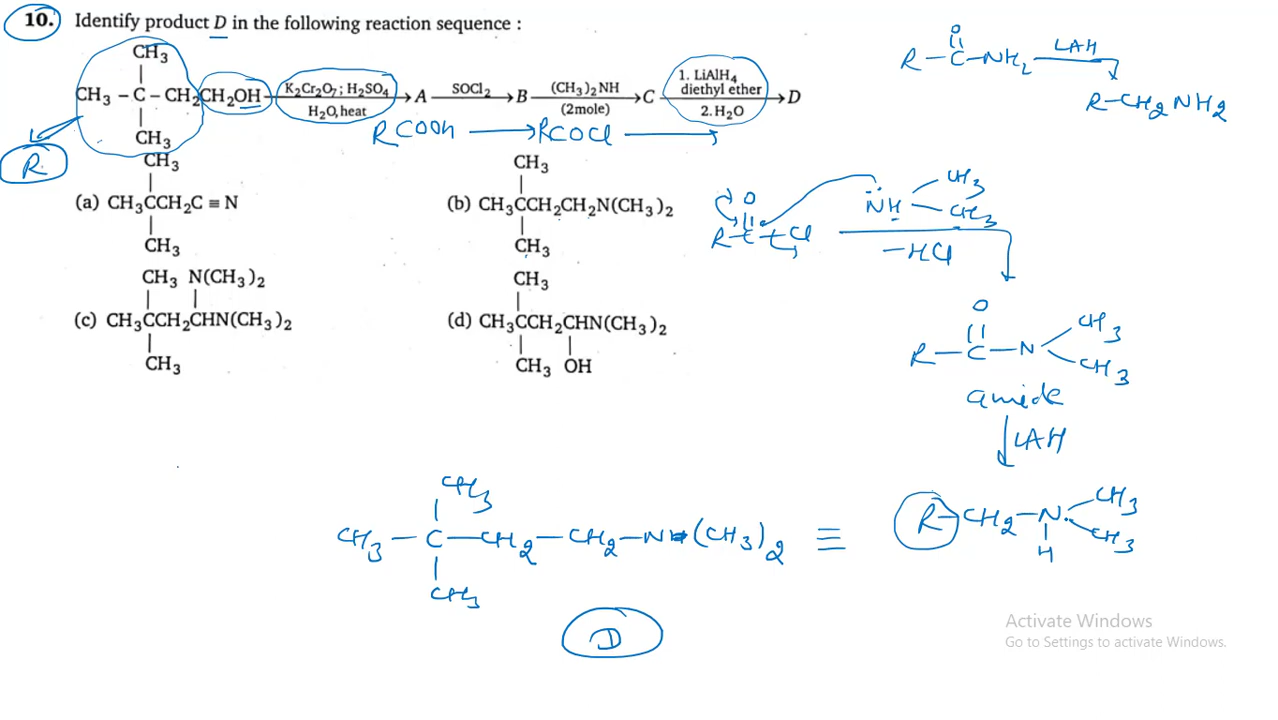 10. Identify product D in the following reaction sequence :
CH₃
CH₃ – C – CH₂CH₂OH K₂Cr₂O₇; H₂SO₄ H₂O, heat → A SOCl₂ → B (CH₃)₂NH (2mole) → C 1. LiAlH₄ diethyl ether 2. H₂O → D
CH₃
R
RCOOH → RCOCl →
(a) CH₃CCH₂C ≡ N
CH₃
CH₃
(b) CH₃CCH₂CH₂N(CH₃)₂
CH₃
CH₃
(c) CH₃CCH₂CHN(CH₃)₂
CH₃ N(CH₃)₂
CH₃
(d) CH₃CCH₂CHN(CH₃)₂
CH₃
CH₃ OH
O
R – C – NH₂ LAH
R–CH₂NH₂
O
R – C – Cl
NH CH₃
CH₃
–HCl
O
R – C – N CH₃
CH₃
amide
LAH
R – CH₂ – N CH₃
CH₃
H
CH₃
CH₃ – C – CH₂ – CH₂ – N (CH₃)₂ ≡
CH₃
D
Activate Windows
Go to Settings to activate Windows.